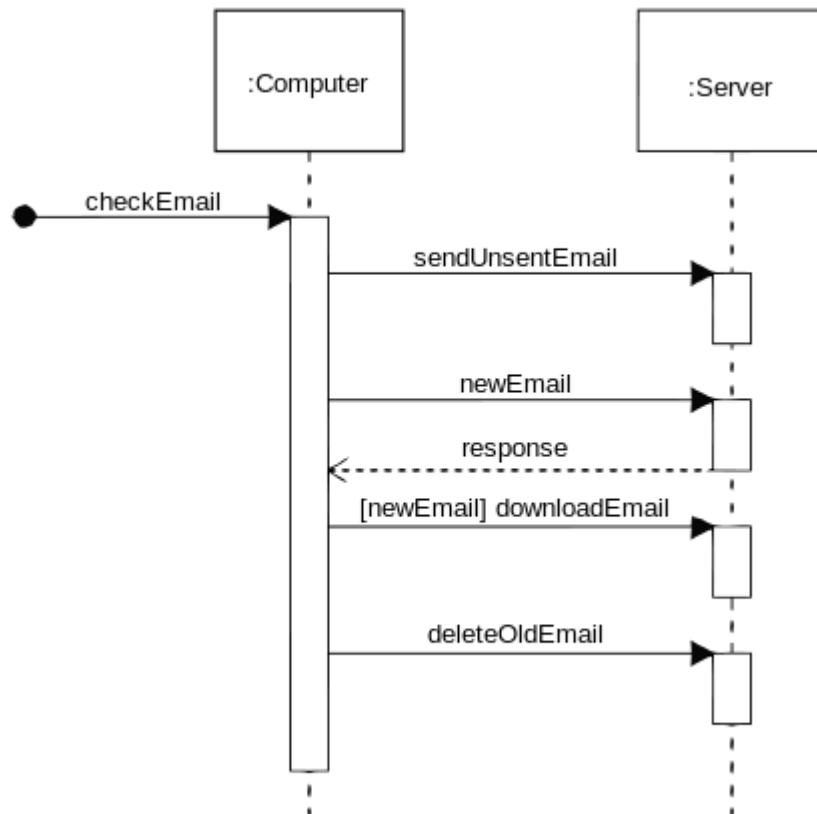 :Computer
:Server
checkEmail
sendUnsentEmail
newEmail
response
[newEmail] downloadEmail
deleteOldEmail